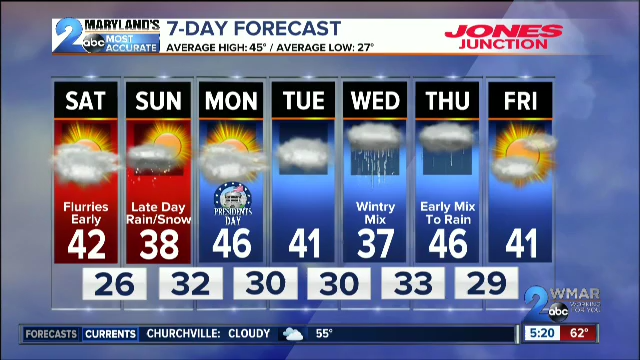 2 abc
MARYLAND'S
MOST
ACCURATE
7-DAY FORECAST
AVERAGE HIGH: 45° / AVERAGE LOW: 27°
JONES
JUNCTION
SAT SUN MON TUE WED THU FRI
PRESIDENTS
DAY
Flurries
Early
Late Day
Rain/Snow
Wintry
Mix
Early Mix
To Rain
42 38 46 41 37 46 41
26 32 30 30 33 29
2 abc
WMAR
WORKING
FOR YOU
FORECASTS CURRENTS CHURCHVILLE: CLOUDY 55° 5:20 62°